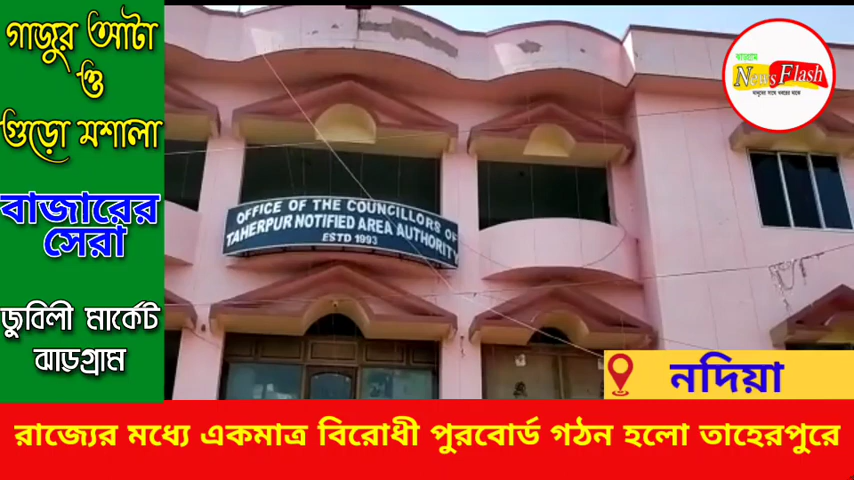 গাজুর আটা
ও
গুড়ো মশালা
বাজারের
সেরা
জুবিলী মার্কেট
ঝাড়গ্রাম
OFFICE OF THE COUNCILLORS OF
TAHERPUR NOTIFIED AREA AUTHORITY
ESTD 1993
ঝাড়গ্রাম
News Flash
মানুষের সাথে খবরের খাতে
নদিয়া
রাজ্যের মধ্যে একমাত্র বিরোধী পুরবোর্ড গঠন হলো তাহেরপুরে